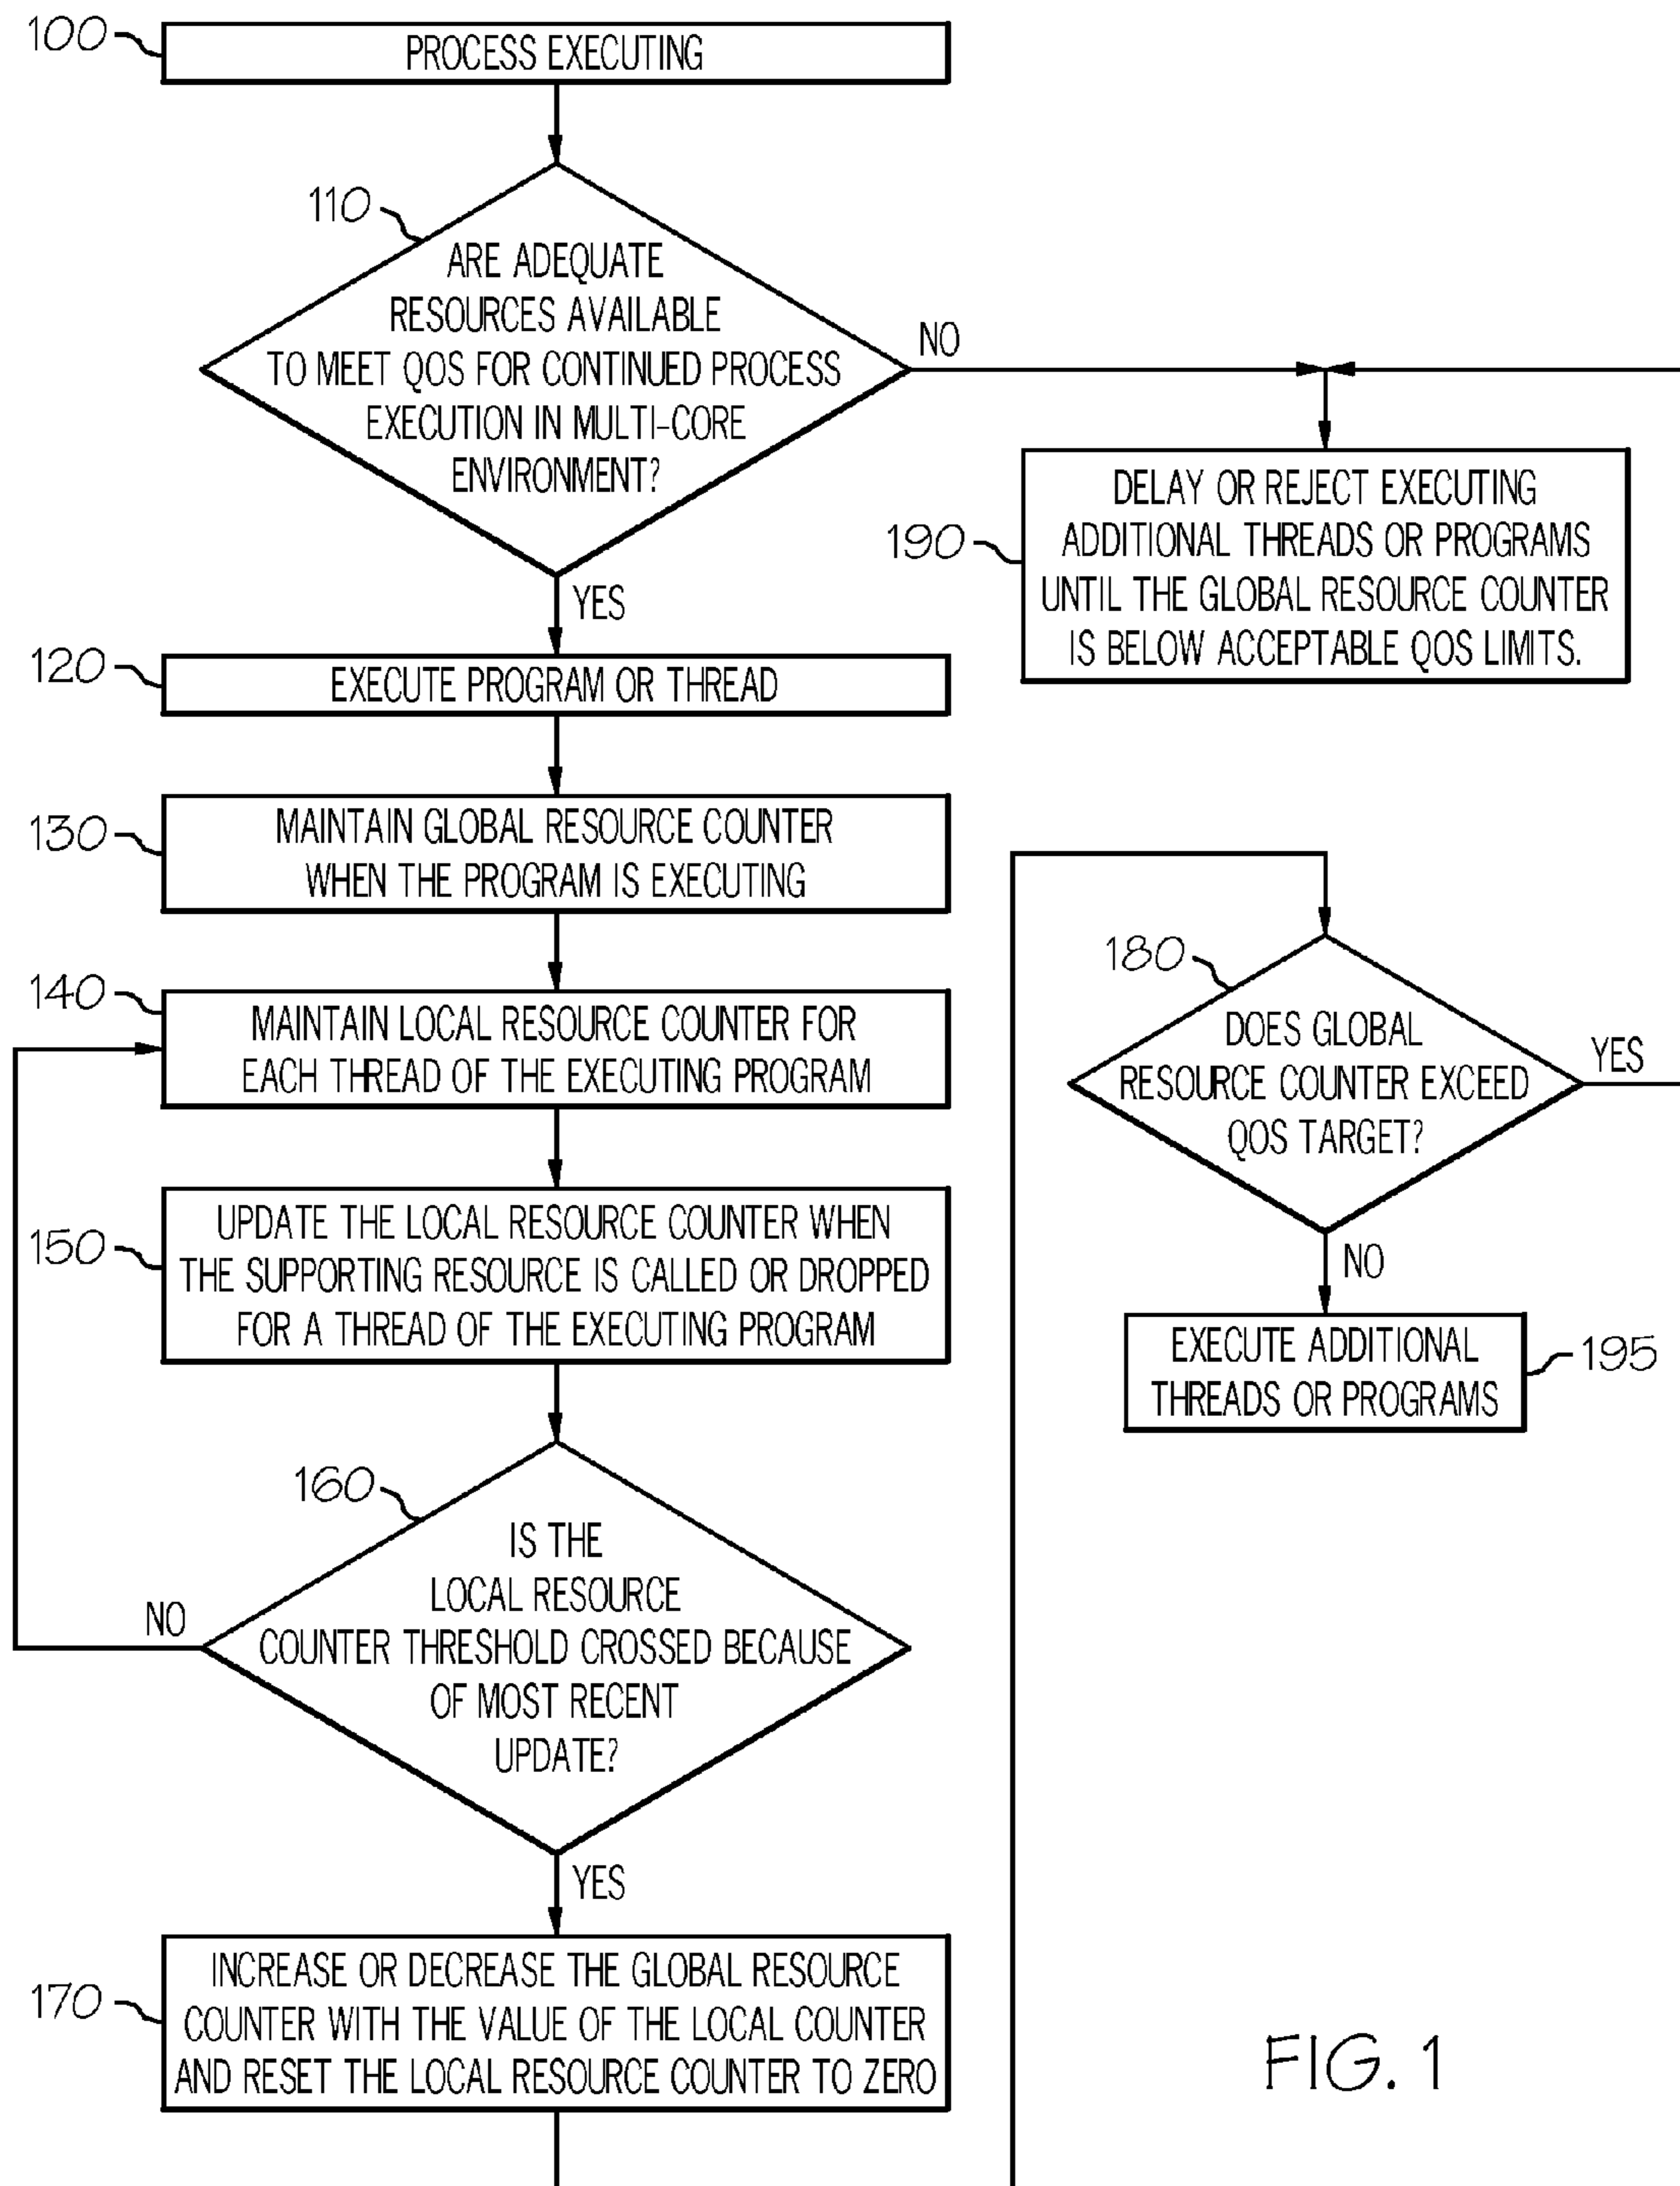 100
PROCESS EXECUTING
110
ARE ADEQUATE
RESOURCES AVAILABLE
TO MEET QOS FOR CONTINUED PROCESS
EXECUTION IN MULTI-CORE
ENVIRONMENT?
NO
YES
190
DELAY OR REJECT EXECUTING
ADDITIONAL THREADS OR PROGRAMS
UNTIL THE GLOBAL RESOURCE COUNTER
IS BELOW ACCEPTABLE QOS LIMITS.
120
EXECUTE PROGRAM OR THREAD
130
MAINTAIN GLOBAL RESOURCE COUNTER
WHEN THE PROGRAM IS EXECUTING
140
MAINTAIN LOCAL RESOURCE COUNTER FOR
EACH THREAD OF THE EXECUTING PROGRAM
150
UPDATE THE LOCAL RESOURCE COUNTER WHEN
THE SUPPORTING RESOURCE IS CALLED OR DROPPED
FOR A THREAD OF THE EXECUTING PROGRAM
160
IS THE
LOCAL RESOURCE
COUNTER THRESHOLD CROSSED BECAUSE
OF MOST RECENT
UPDATE?
NO
YES
170
INCREASE OR DECREASE THE GLOBAL RESOURCE
COUNTER WITH THE VALUE OF THE LOCAL COUNTER
AND RESET THE LOCAL RESOURCE COUNTER TO ZERO
180
DOES GLOBAL
RESOURCE COUNTER EXCEED
QOS TARGET?
YES
NO
EXECUTE ADDITIONAL
THREADS OR PROGRAMS
195
FIG. 1